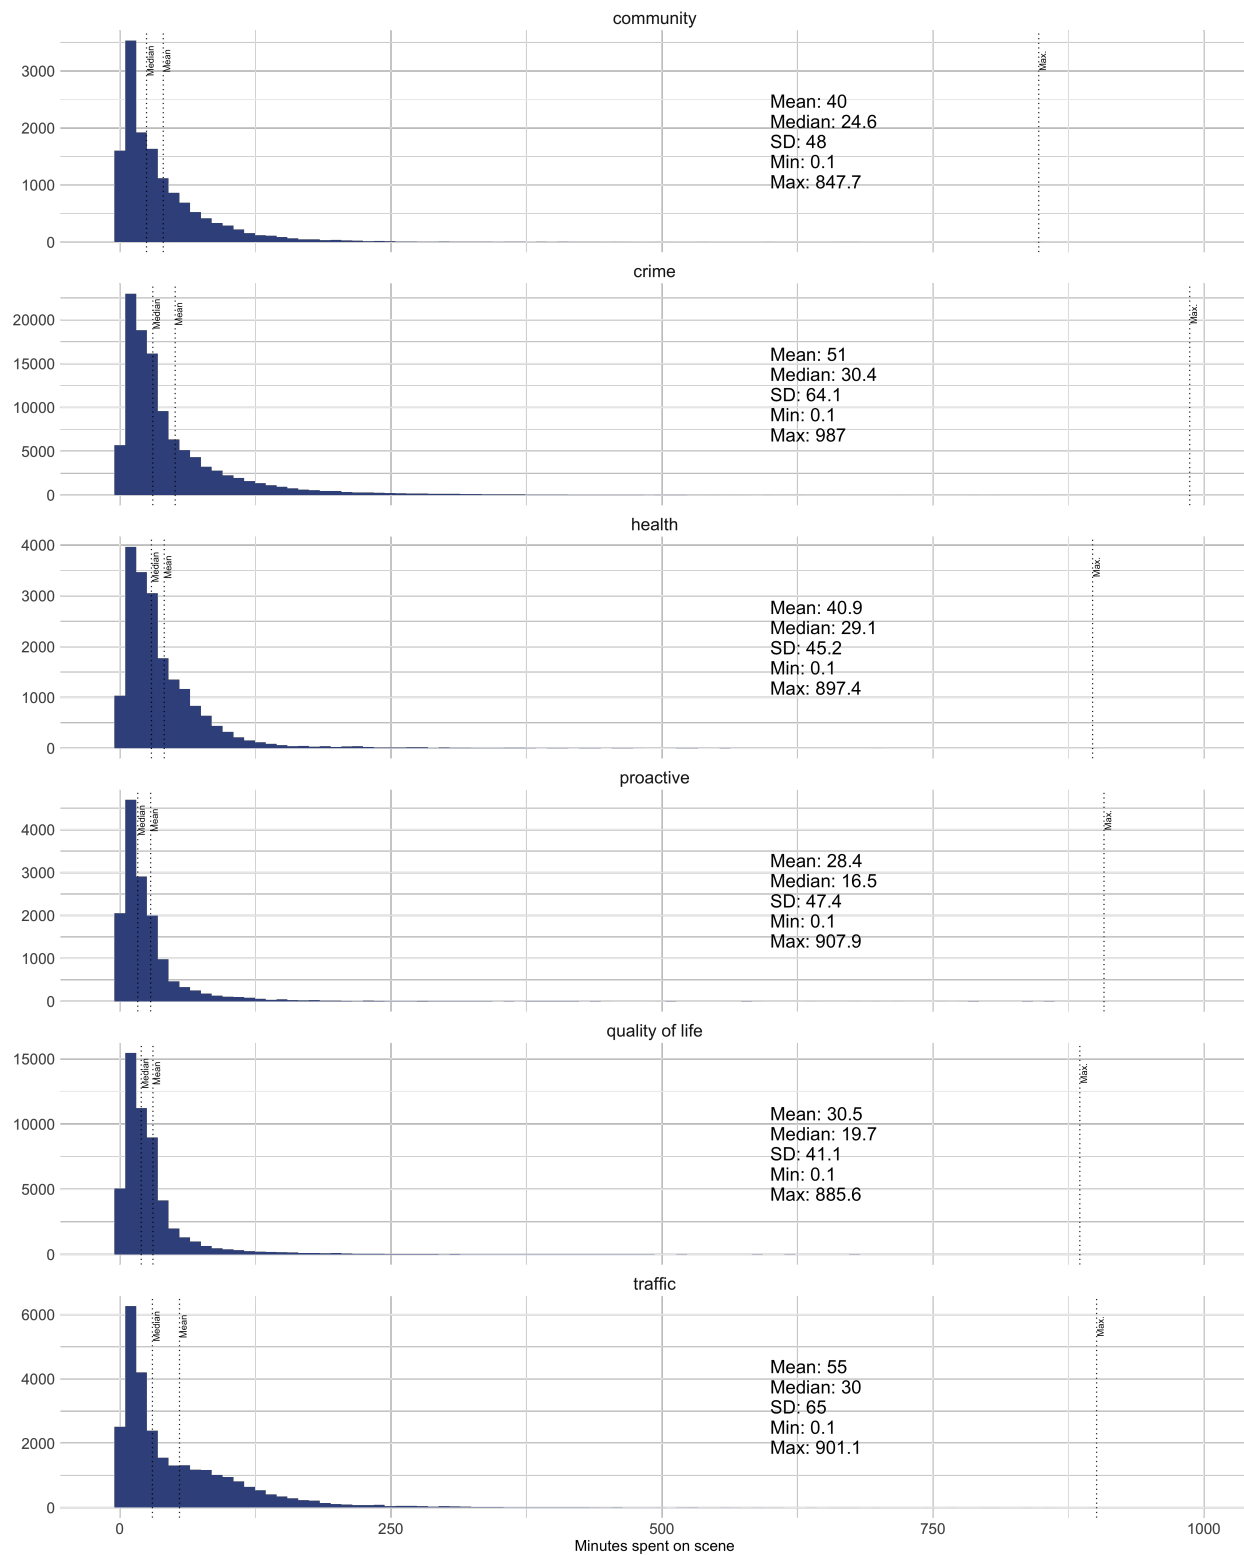 community
3000
2000
1000
0
Median
Mean
Max.
Mean: 40
Median: 24.6
SD: 48
Min: 0.1
Max: 847.7
crime
20000
15000
10000
5000
0
Median
Mean
Max.
Mean: 51
Median: 30.4
SD: 64.1
Min: 0.1
Max: 987
health
4000
3000
2000
1000
0
Median
Mean
Max.
Mean: 40.9
Median: 29.1
SD: 45.2
Min: 0.1
Max: 897.4
proactive
4000
3000
2000
1000
0
Median
Mean
Max.
Mean: 28.4
Median: 16.5
SD: 47.4
Min: 0.1
Max: 907.9
quality of life
15000
10000
5000
0
Median
Mean
Max.
Mean: 30.5
Median: 19.7
SD: 41.1
Min: 0.1
Max: 885.6
traffic
6000
4000
2000
0
Median
Mean
Max.
Mean: 55
Median: 30
SD: 65
Min: 0.1
Max: 901.1
0 250 500 750 1000
Minutes spent on scene